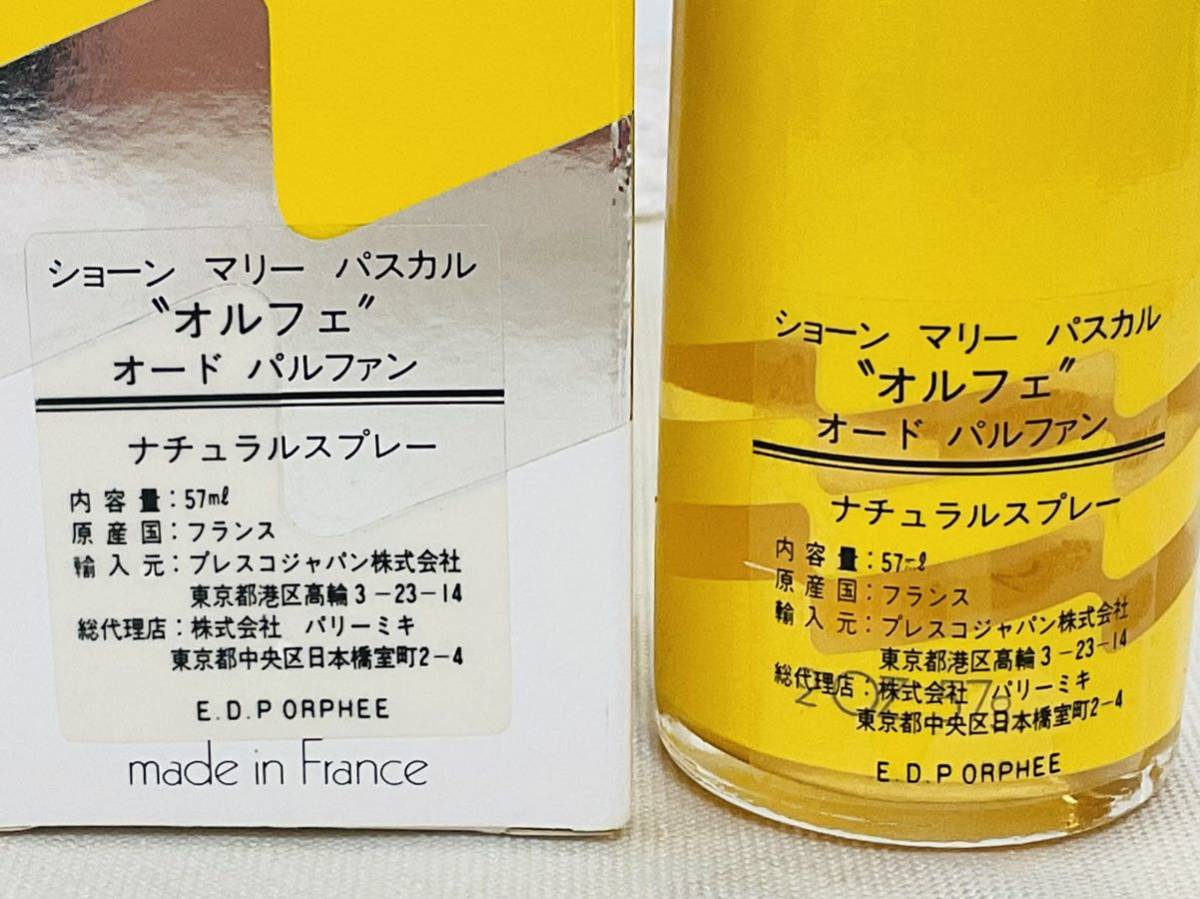 ショーン マリー パスカル
〝オルフェ〞
オード パルファン
ナチュラルスプレー
内容量：57mℓ
原産国：フランス
輸入元：プレスコジャパン株式会社
東京都港区高輪3-23-14
総代理店：株式会社 パリーミキ
東京都中央区日本橋室町2-4
E.D.P ORPHEE
made in France
ショーン マリー パスカル
〝オルフェ〞
オード パルファン
ナチュラルスプレー
内容量：57mℓ
原産国：フランス
輸入元：プレスコジャパン株式会社
東京都港区高輪3-23-14
総代理店：株式会社 パリーミキ
東京都中央区日本橋室町2-4
E.D.P ORPHEE